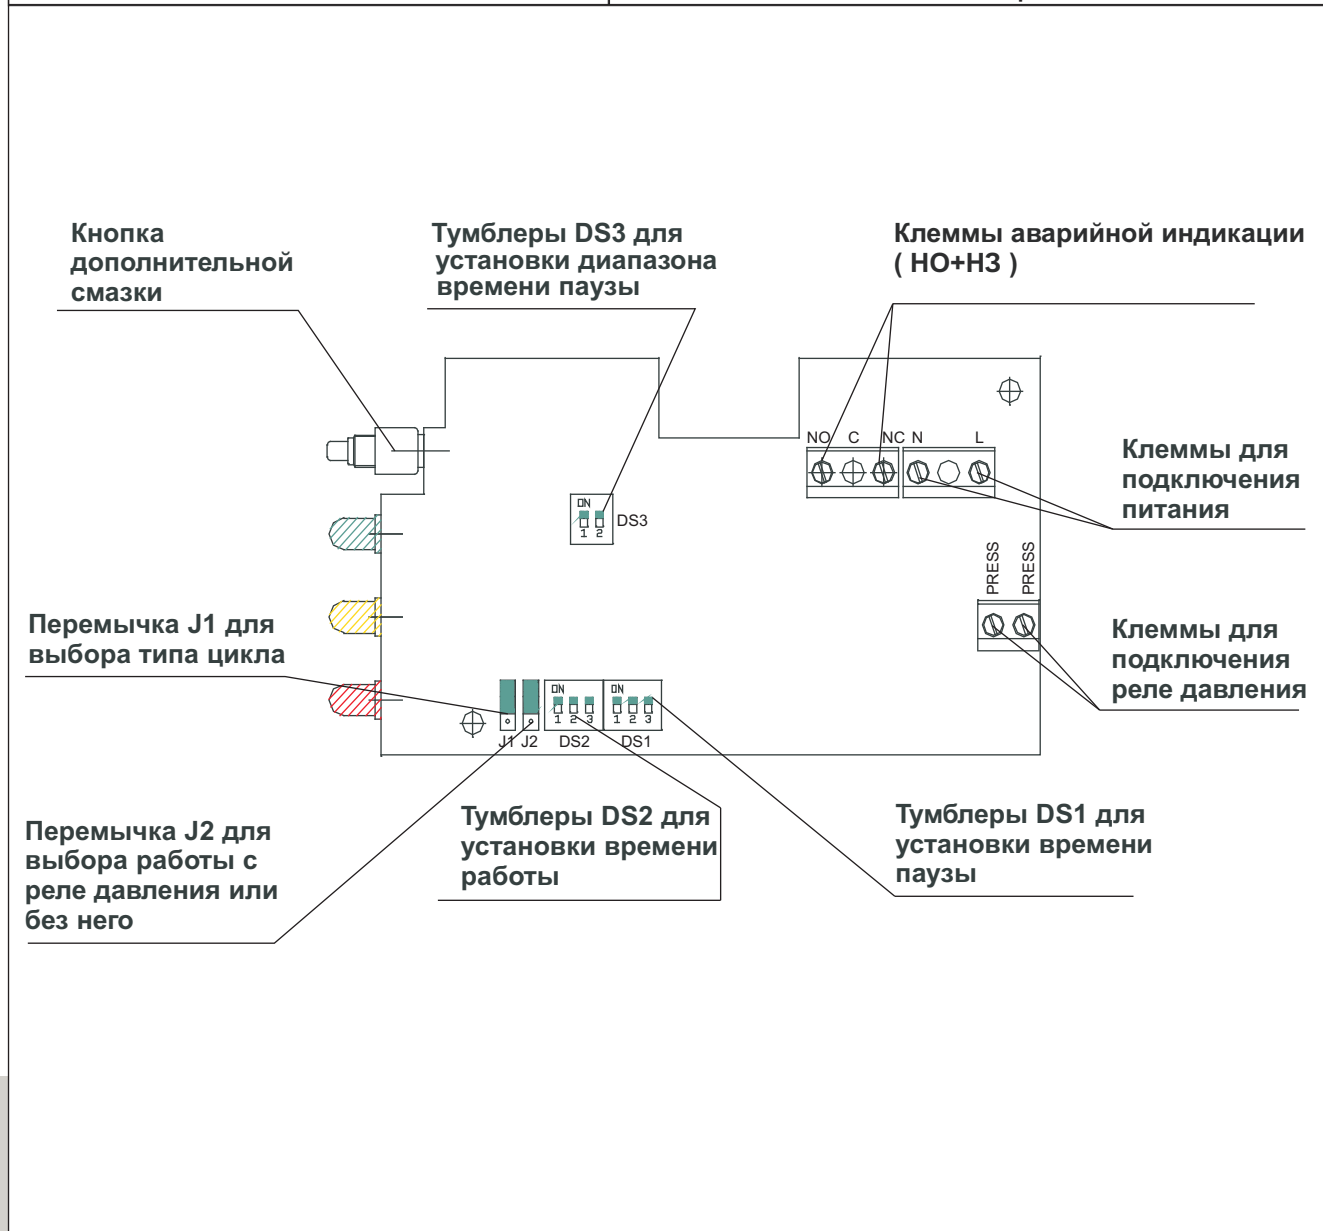 Кнопка
дополнительной
смазки
Тумблеры DS3 для
установки диапазона
времени паузы
Клеммы аварийной индикации
( НО+НЗ )
NO C NC N L
Клеммы для
подключения
питания
ON
1 2
DS3
PRESS
PRESS
Перемычка J1 для
выбора типа цикла
Клеммы для
подключения
реле давления
ON
1 2 3
ON
1 2 3
J1 J2 DS2 DS1
Перемычка J2 для
выбора работы с
реле давления или
без него
Тумблеры DS2 для
установки времени
работы
Тумблеры DS1 для
установки времени
паузы